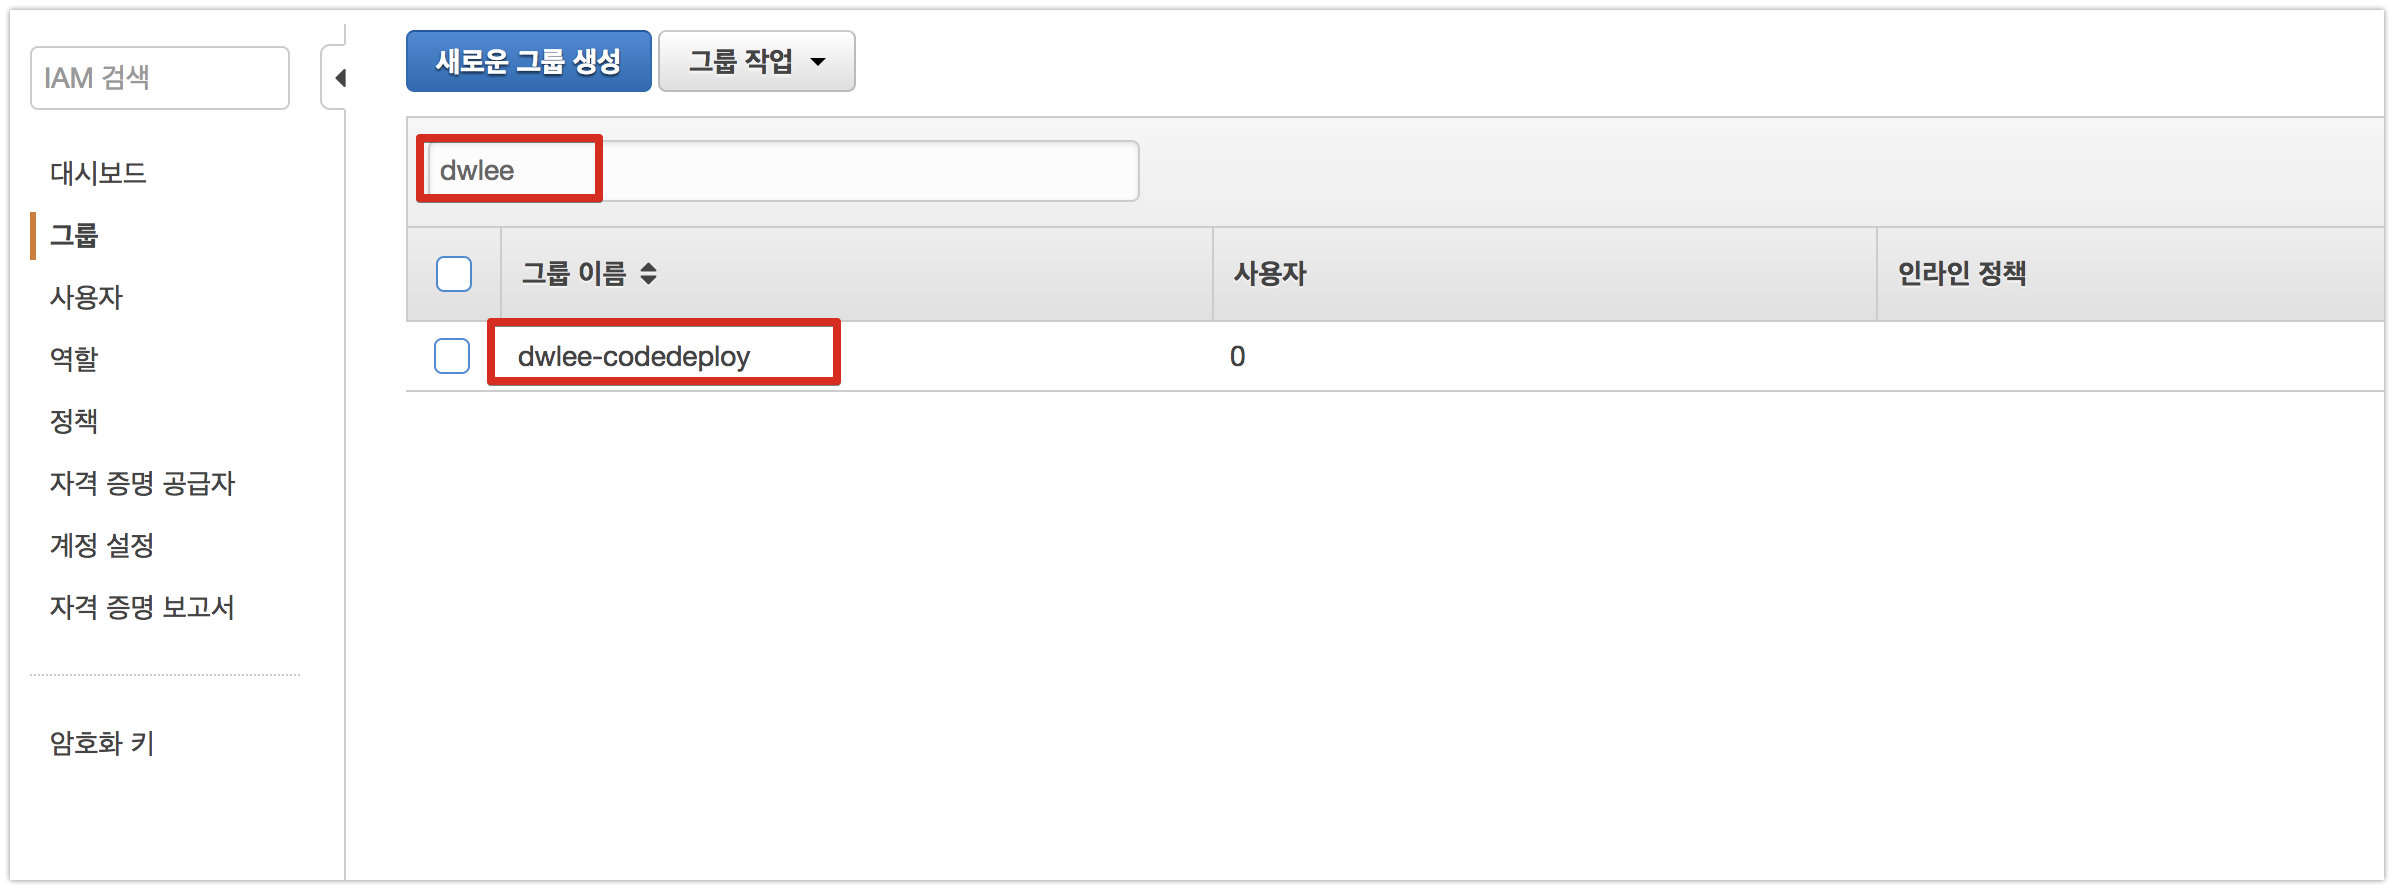 IAM 검색
대시보드
그룹
사용자
역할
정책
자격 증명 공급자
계정 설정
자격 증명 보고서
암호화 키
새로운 그룹 생성
그룹 작업
dwlee
그룹 이름
사용자
인라인 정책
dwlee-codedeploy
0